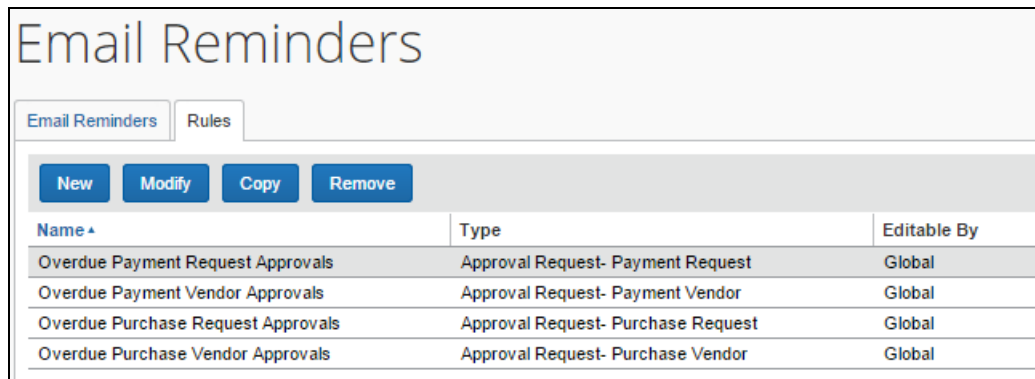 Email Reminders
Email Reminders Rules
New Modify Copy Remove
Name Type Editable By
Overdue Payment Request Approvals Approval Request- Payment Request Global
Overdue Payment Vendor Approvals Approval Request- Payment Vendor Global
Overdue Purchase Request Approvals Approval Request- Purchase Request Global
Overdue Purchase Vendor Approvals Approval Request- Purchase Vendor Global